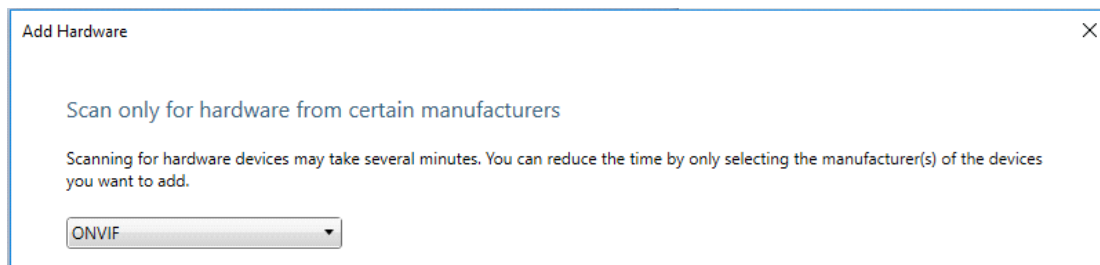 Add Hardware
Scan only for hardware from certain manufacturers
Scanning for hardware devices may take several minutes. You can reduce the time by only selecting the manufacturer(s) of the devices
you want to add.
ONVIF